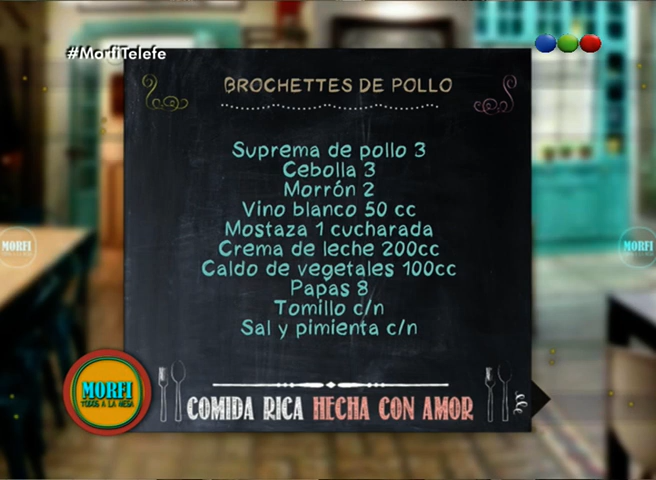 #MorfiTelefe
BROCHETTES DE POLLO
Suprema de pollo 3
Cebolla 3
Morrón 2
Vino blanco 50 cc
Mostaza 1 cucharada
Crema de leche 200cc
Caldo de vegetales 100cc
Papas 8
Tomillo c/n
Sal y pimienta c/n
MORFI
MORFI
MORFI
TODOS A LA MESA
COMIDA RICA HECHA CON AMOR